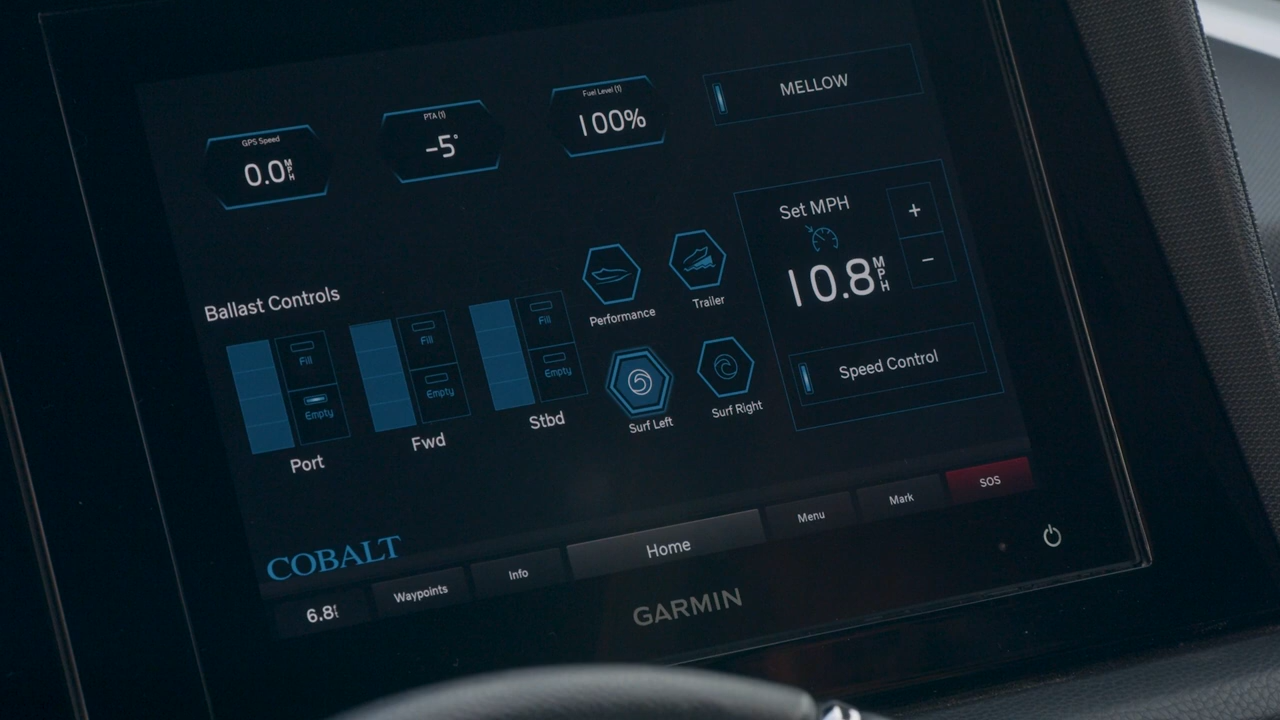 GPS Speed
0.0 MPH
PTA (1)
-5°
Fuel Level (1)
100%
MELLOW
Set MPH
+
10.8 MPH
-
Speed Control
Ballast Controls
Fill
Empty
Port
Fill
Empty
Fwd
Fill
Empty
Stbd
Performance
Trailer
Surf Left
Surf Right
COBALT
6.8
Waypoints
Info
Home
Menu
Mark
SOS
GARMIN